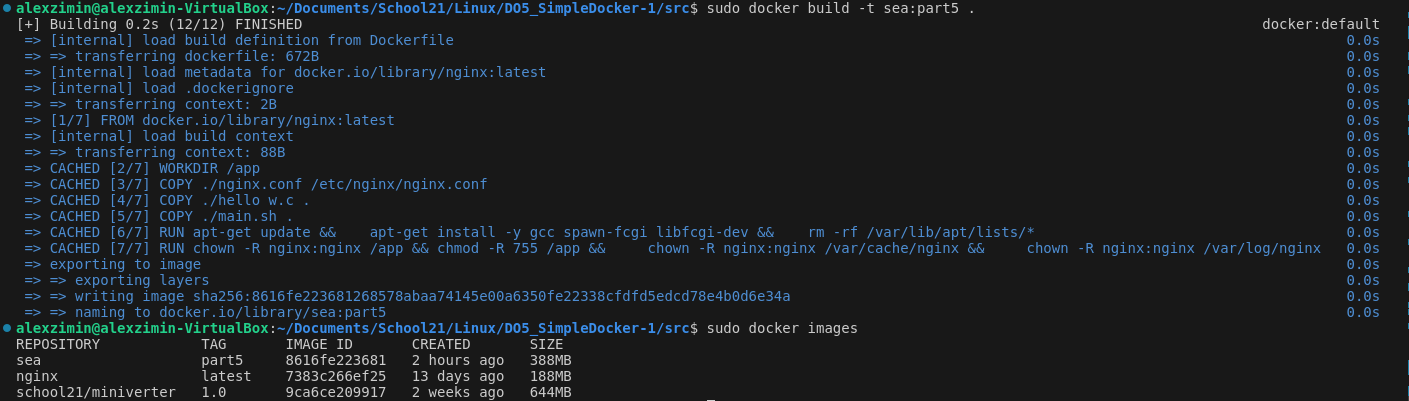 alexzimin@alexzimin-VirtualBox:~/Documents/School21/Linux/DO5_SimpleDocker-1/src$ sudo docker build -t sea:part5 .
[+] Building 0.2s (12/12) FINISHED docker:default
=> [internal] load build definition from Dockerfile 0.0s
=> => transferring dockerfile: 672B 0.0s
=> [internal] load metadata for docker.io/library/nginx:latest 0.0s
=> [internal] load .dockerignore 0.0s
=> => transferring context: 2B 0.0s
=> [1/7] FROM docker.io/library/nginx:latest 0.0s
=> [internal] load build context 0.0s
=> => transferring context: 88B 0.0s
=> CACHED [2/7] WORKDIR /app 0.0s
=> CACHED [3/7] COPY ./nginx.conf /etc/nginx/nginx.conf 0.0s
=> CACHED [4/7] COPY ./hello w.c . 0.0s
=> CACHED [5/7] COPY ./main.sh . 0.0s
=> CACHED [6/7] RUN apt-get update &&    apt-get install -y gcc spawn-fcgi libfcgi-dev &&    rm -rf /var/lib/apt/lists/* 0.0s
=> CACHED [7/7] RUN chown -R nginx:nginx /app && chmod -R 755 /app &&     chown -R nginx:nginx /var/cache/nginx &&     chown -R nginx:nginx /var/log/nginx 0.0s
=> exporting to image 0.0s
=> => exporting layers 0.0s
=> => writing image sha256:8616fe223681268578abaa74145e00a6350fe22338cfdfd5edcd78e4b0d6e34a 0.0s
=> => naming to docker.io/library/sea:part5 0.0s
alexzimin@alexzimin-VirtualBox:~/Documents/School21/Linux/DO5_SimpleDocker-1/src$ sudo docker images
REPOSITORY TAG IMAGE ID CREATED SIZE
sea part5 8616fe223681 2 hours ago 388MB
nginx latest 7383c266ef25 13 days ago 188MB
school21/miniverter 1.0 9ca6ce209917 2 weeks ago 644MB